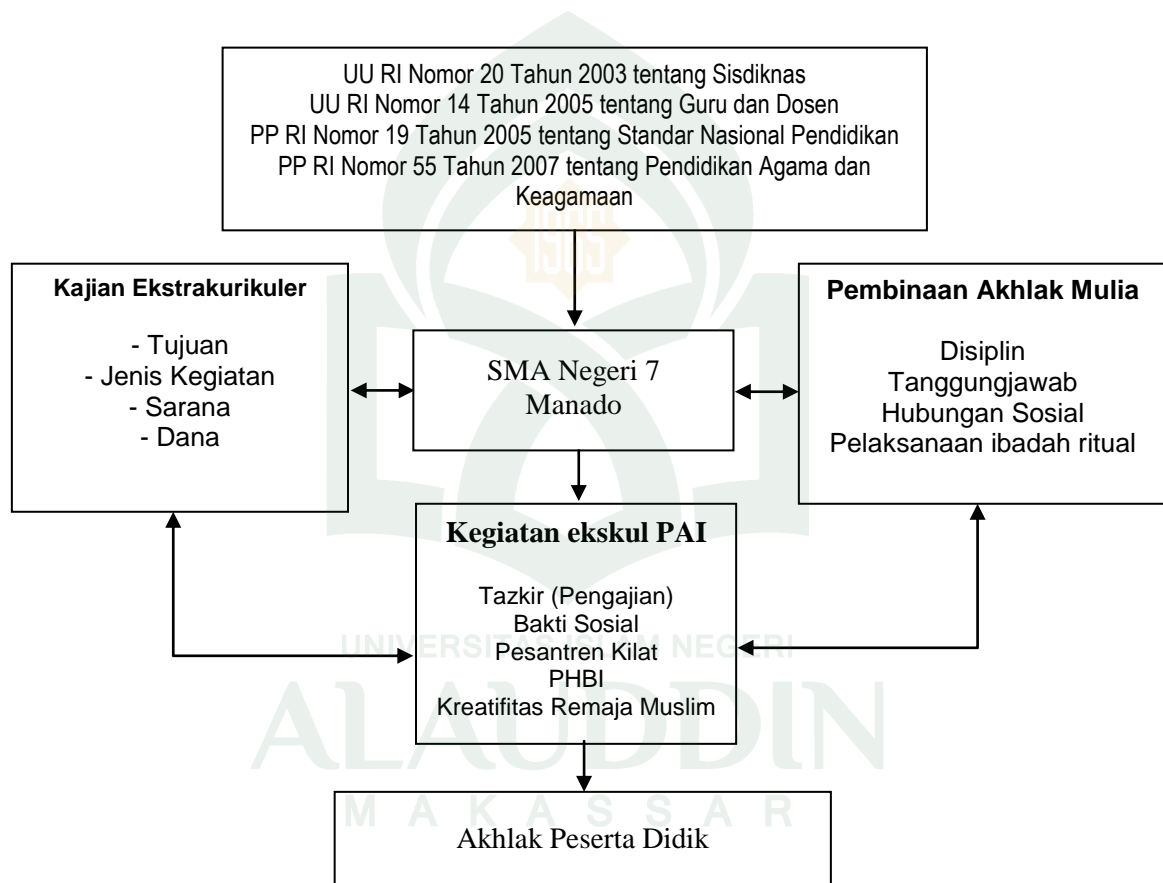 UU RI Nomor 20 Tahun 2003 tentang Sisdiknas
UU RI Nomor 14 Tahun 2005 tentang Guru dan Dosen
PP RI Nomor 19 Tahun 2005 tentang Standar Nasional Pendidikan
PP RI Nomor 55 Tahun 2007 tentang Pendidikan Agama dan
Keagamaan
1965
Kajian Ekstrakurikuler
- Tujuan
- Jenis Kegiatan
- Sarana
- Dana
SMA Negeri 7
Manado
Pembinaan Akhlak Mulia
Disiplin
Tanggungjawab
Hubungan Sosial
Pelaksanaan ibadah ritual
Kegiatan ekskul PAI
Tazkir (Pengajian)
Bakti Sosial
Pesantren Kilat
PHBI
Kreatifitas Remaja Muslim
UNIVERSITAS ISLAM NEGERI
ALAUDDIN
MAKASSAR
Akhlak Peserta Didik